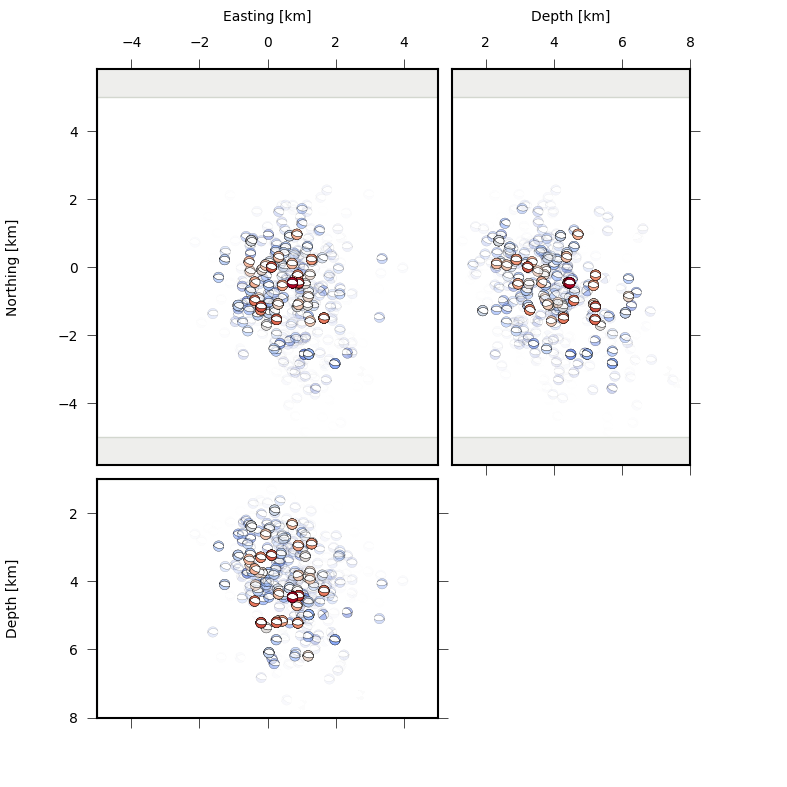 Easting [km]
Depth [km]
−4 −2 0 2 4
2 4 6 8
Northing [km]
4
2
0
−2
−4
Depth [km]
2
4
6
8